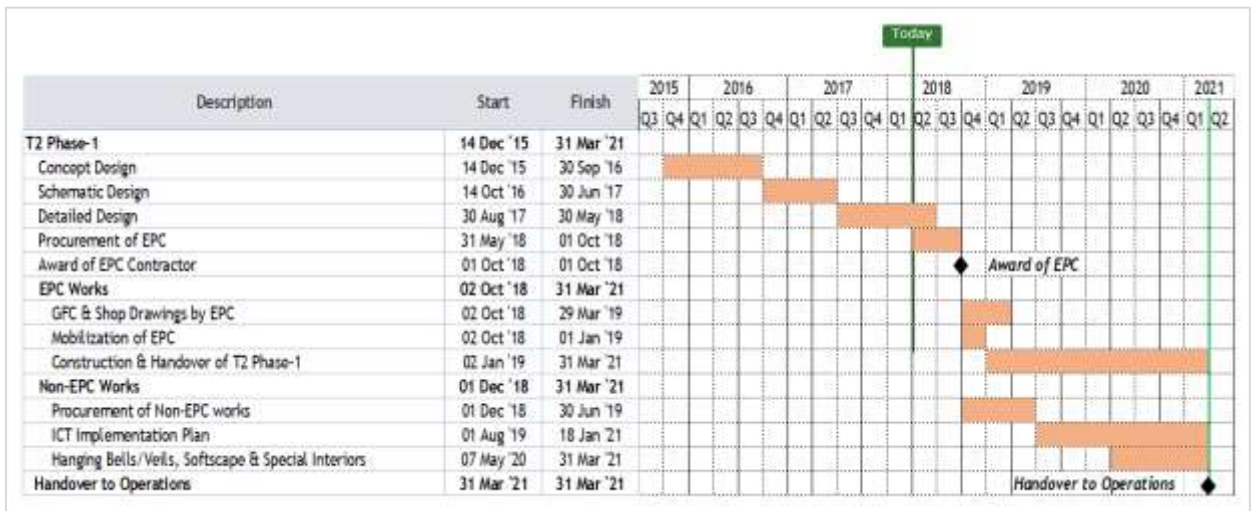 Today
Description Start Finish 2015 2016 2017 2018 2019 2020 2021
Q3 Q4 Q1 Q2 Q3 Q4 Q1 Q2 Q3 Q4 Q1 Q2 Q3 Q4 Q1 Q2 Q3 Q4 Q1 Q2 Q3 Q4 Q1 Q2
T2 Phase-1 14 Dec '15 31 Mar '21
Concept Design 14 Dec '15 30 Sep '16
Schematic Design 14 Oct '16 30 Jun '17
Detailed Design 30 Aug '17 30 May '18
Procurement of EPC 31 May '18 01 Oct '18
Award of EPC Contractor 01 Oct '18 01 Oct '18 Award of EPC
EPC Works 02 Oct '18 31 Mar '21
GFC & Shop Drawings by EPC 02 Oct '18 29 Mar '19
Mobilization of EPC 02 Oct '18 01 Jan '19
Construction & Handover of T2 Phase-1 02 Jan '19 31 Mar '21
Non-EPC Works 01 Dec '18 31 Mar '21
Procurement of Non-EPC works 01 Dec '18 30 Jun '19
ICT Implementation Plan 01 Aug '19 18 Jan '21
Hanging Bells/Veils, Softscape & Special Interiors 07 May '20 31 Mar '21
Handover to Operations 31 Mar '21 31 Mar '21 Handover to Operations